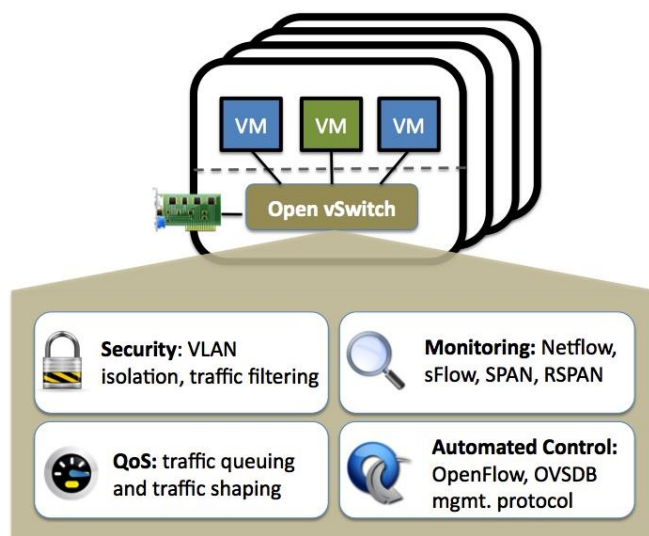 VM VM VM
Open vSwitch
Security: VLAN
isolation, traffic filtering
Monitoring: Netflow,
sFlow, SPAN, RSPAN
QoS: traffic queuing
and traffic shaping
Automated Control:
OpenFlow, OVSDB
mgmt. protocol